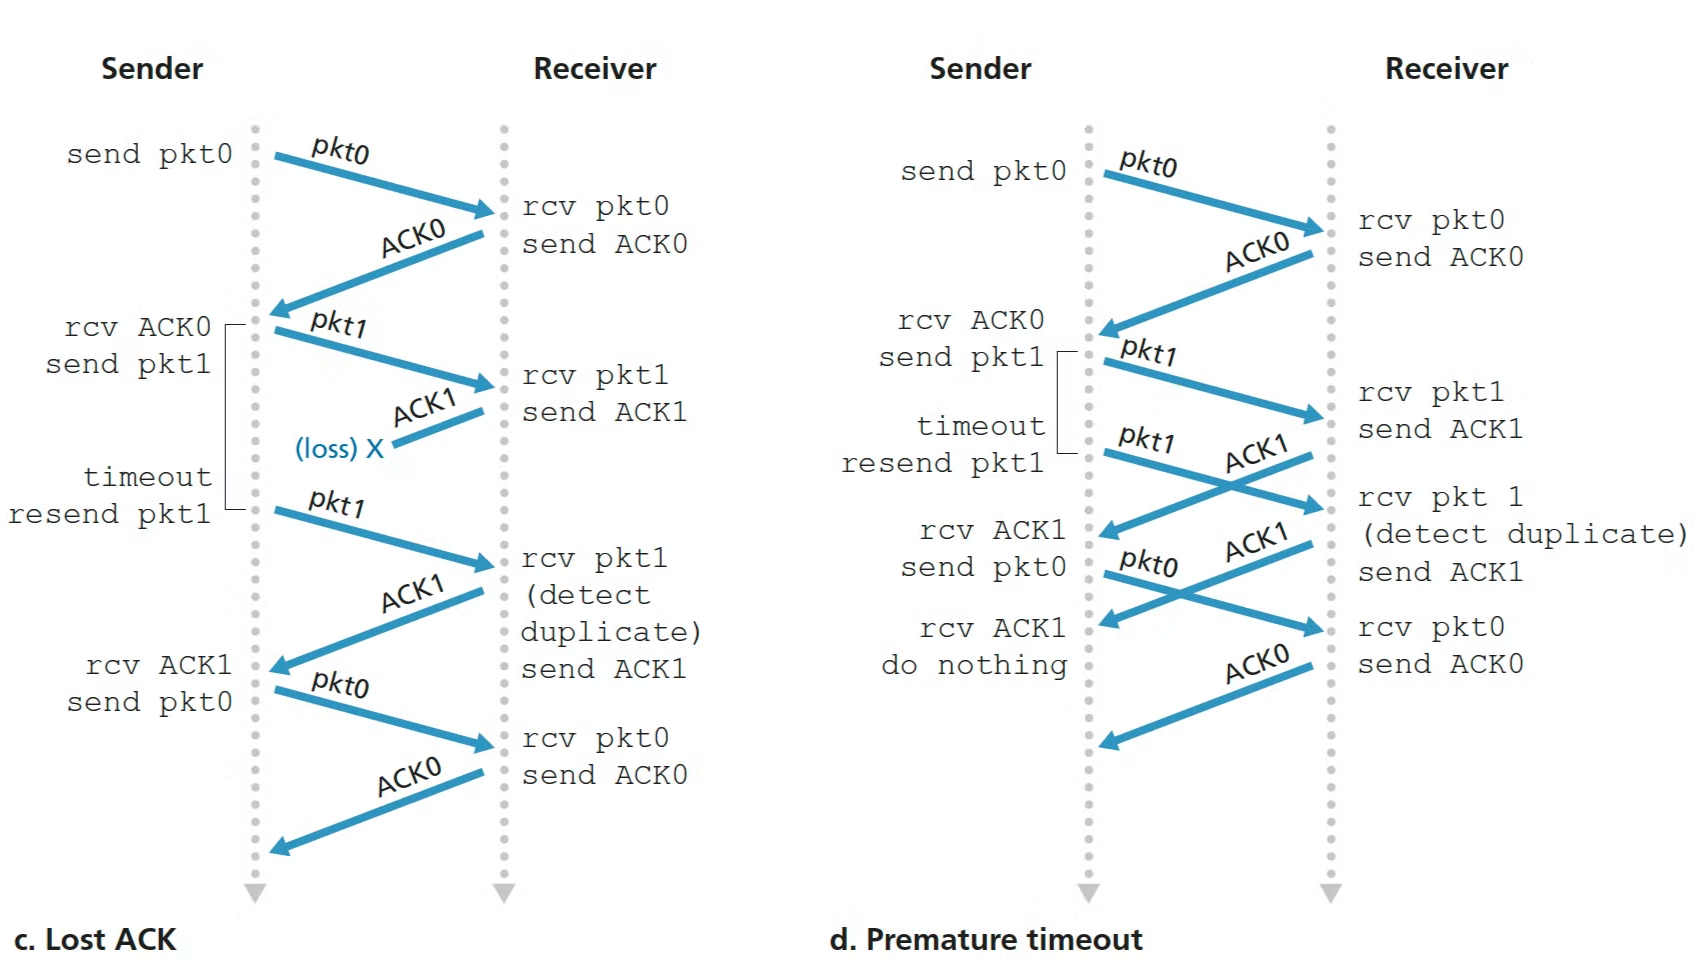 Sender
Receiver
send pkt0
pkt0
rcv pkt0
send ACK0
ACK0
rcv ACK0
send pkt1
pkt1
rcv pkt1
send ACK1
ACK1
(loss) X
timeout
resend pkt1
pkt1
rcv pkt1
(detect
duplicate)
send ACK1
ACK1
rcv ACK1
send pkt0
pkt0
rcv pkt0
send ACK0
ACK0
c. Lost ACK
Sender
Receiver
send pkt0
pkt0
rcv pkt0
send ACK0
ACK0
rcv ACK0
send pkt1
pkt1
rcv pkt1
send ACK1
timeout
resend pkt1
pkt1
ACK1
rcv pkt 1
(detect duplicate)
send ACK1
rcv ACK1
send pkt0
pkt0
ACK1
rcv ACK1
do nothing
rcv pkt0
send ACK0
ACK0
d. Premature timeout